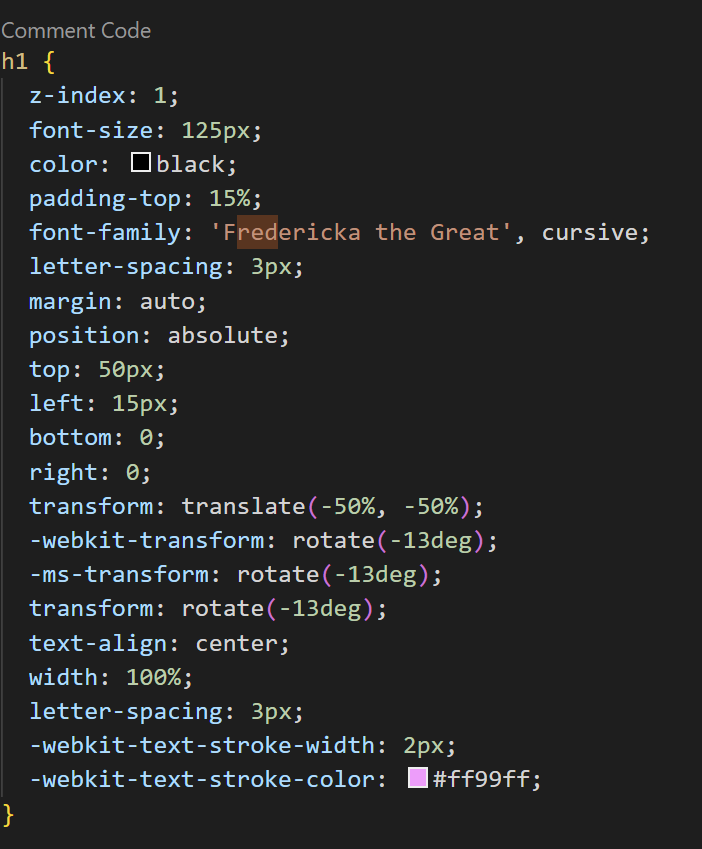 Comment Code
h1 {
z-index: 1;
font-size: 125px;
color: black;
padding-top: 15%;
font-family: 'Fredericka the Great', cursive;
letter-spacing: 3px;
margin: auto;
position: absolute;
top: 50px;
left: 15px;
bottom: 0;
right: 0;
transform: translate(-50%, -50%);
-webkit-transform: rotate(-13deg);
-ms-transform: rotate(-13deg);
transform: rotate(-13deg);
text-align: center;
width: 100%;
letter-spacing: 3px;
-webkit-text-stroke-width: 2px;
-webkit-text-stroke-color: #ff99ff;
}